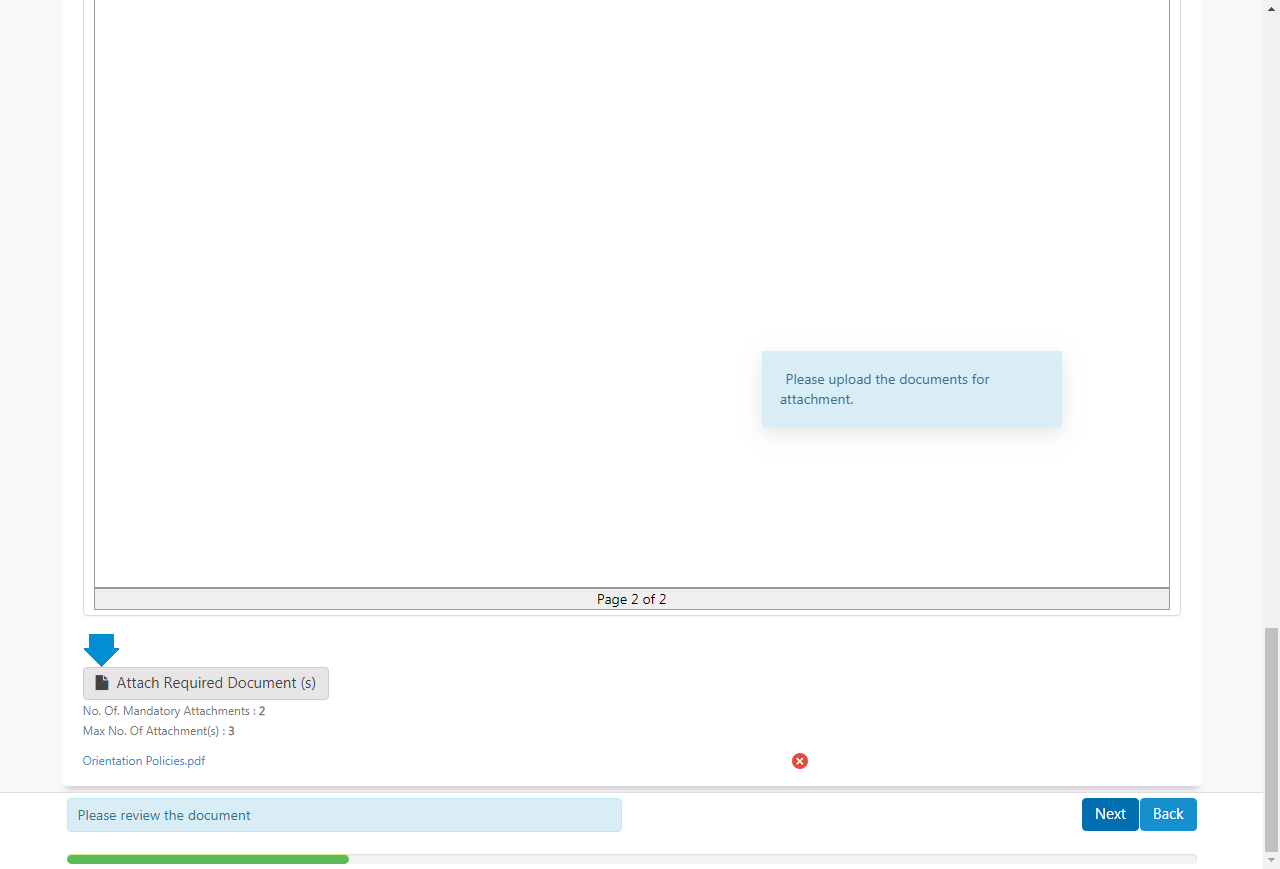 Please upload the documents for
attachment.
Page 2 of 2
Attach Required Document (s)
No. Of. Mandatory Attachments : 2
Max No. Of Attachment(s) : 3
Orientation Policies.pdf
Please review the document
Next
Back